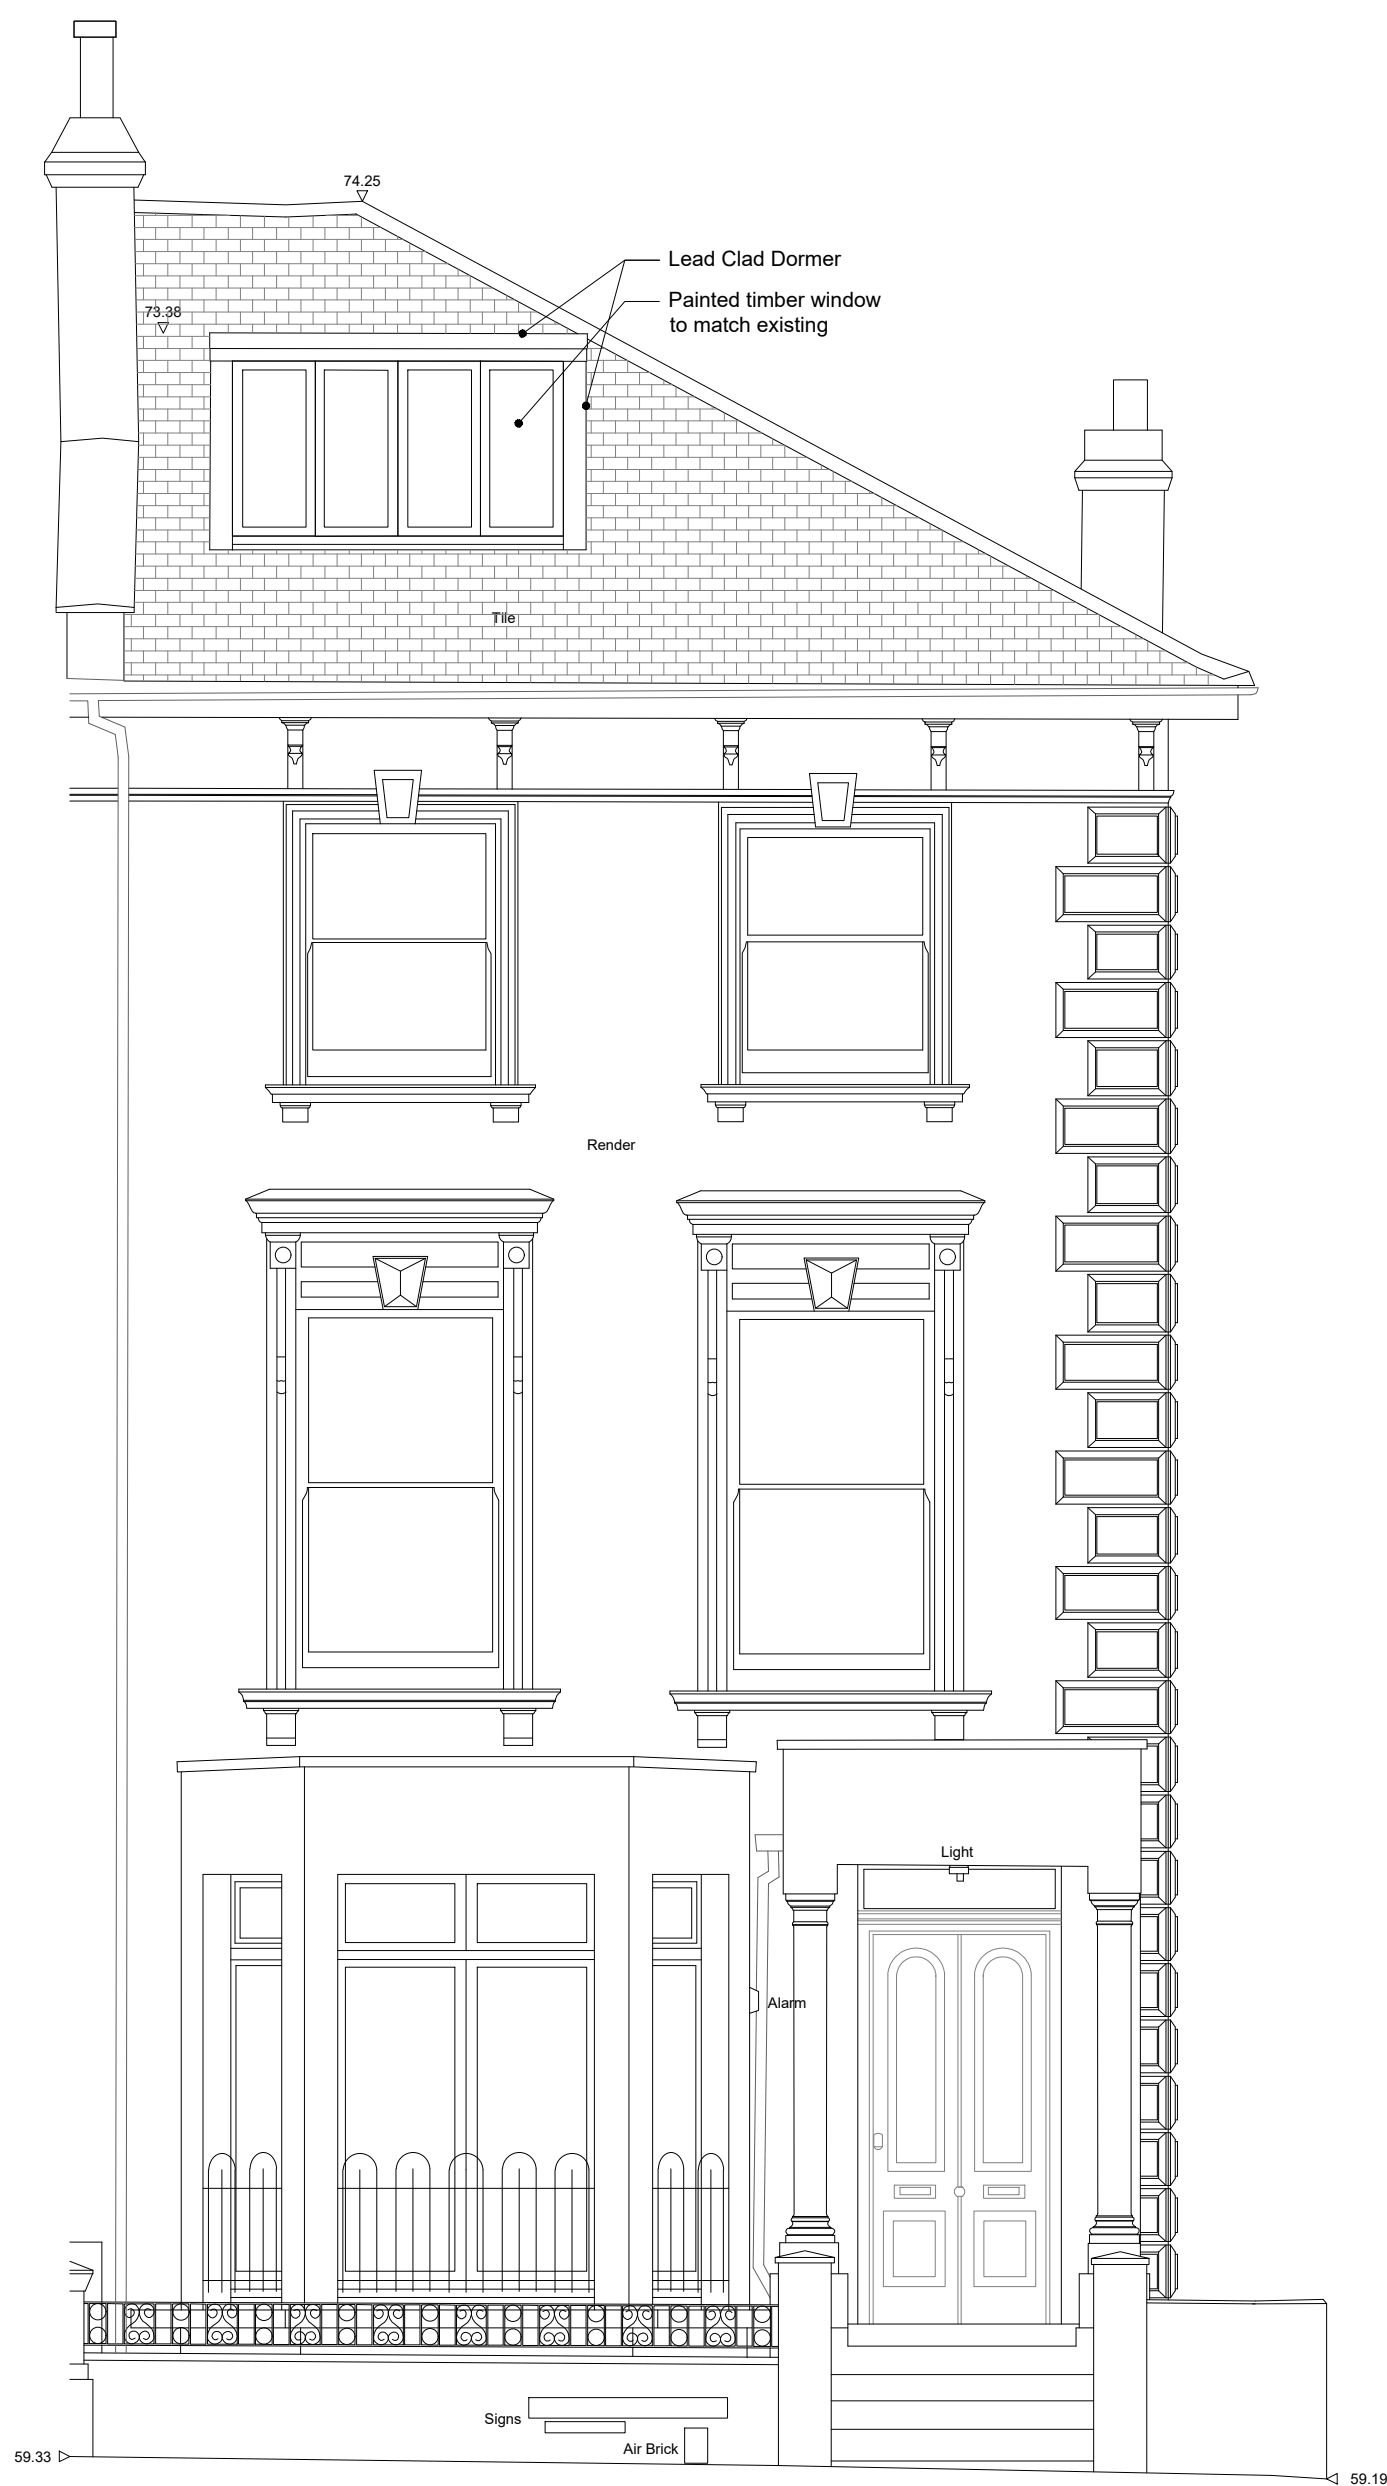 74.25
Lead Clad Dormer
Painted timber window
to match existing
73.38
Tile
Render
Light
Alarm
Signs
Air Brick
59.33
59.19